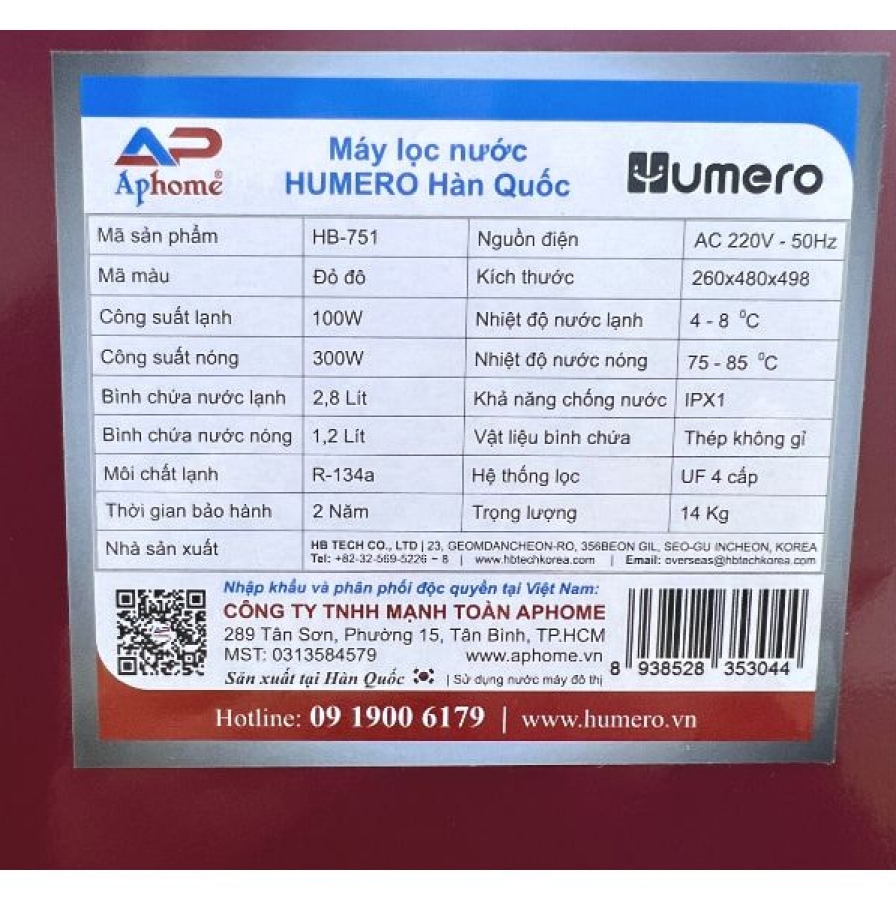 AP
Aphome®
Máy lọc nước
HUMERO Hàn Quốc
Humero
Mã sản phẩm HB-751 Nguồn điện AC 220V - 50Hz
Mã màu Đỏ đô Kích thước 260x480x498
Công suất lạnh 100W Nhiệt độ nước lạnh 4 - 8 ⁰C
Công suất nóng 300W Nhiệt độ nước nóng 75 - 85 ⁰C
Bình chứa nước lạnh 2,8 Lít Khả năng chống nước IPX1
Bình chứa nước nóng 1,2 Lít Vật liệu bình chứa Thép không gỉ
Môi chất lạnh R-134a Hệ thống lọc UF 4 cấp
Thời gian bảo hành 2 Năm Trọng lượng 14 Kg
Nhà sản xuất HB TECH CO., LTD | 23, GEOMDANCHEON-RO, 356BEON GIL, SEO-GU INCHEON, KOREA
Tel: +82-32-569-5226 ~ 8 | www.hbtechkorea.com | Email: overseas@hbtechkorea.com
Nhập khẩu và phân phối độc quyền tại Việt Nam:
CÔNG TY TNHH MẠNH TOÀN APHOME
289 Tân Sơn, Phường 15, Tân Bình, TP.HCM
MST: 0313584579 www.aphome.vn
Sản xuất tại Hàn Quốc | Sử dụng nước máy đô thị
8 938528 353044
Hotline: 09 1900 6179 | www.humero.vn